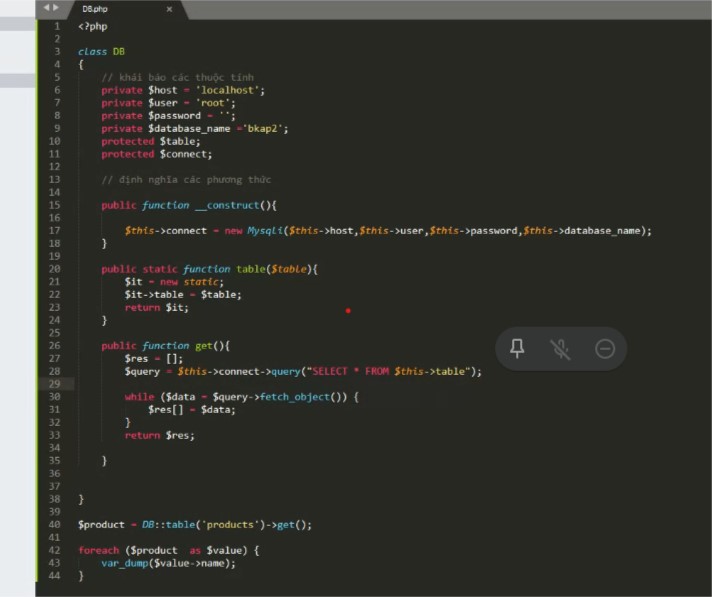 DB.php
1 <?php
2
3 class DB
4 {
5 // khái báo các thuộc tính
6 private $host = 'localhost';
7 private $user = 'root';
8 private $password = '';
9 private $database_name ='bkap2';
10 protected $table;
11 protected $connect;
12
13 // định nghĩa các phương thức
14
15 public function __construct(){
16
17 $this->connect = new Mysqli($this->host,$this->user,$this->password,$this->database_name);
18 }
19
20 public static function table($table){
21 $it = new static;
22 $it->table = $table;
23 return $it;
24 }
25
26 public function get(){
27 $res = [];
28 $query = $this->connect->query("SELECT * FROM $this->table");
29
30 while ($data = $query->fetch_object()) {
31 $res[] = $data;
32 }
33 return $res;
34
35 }
36
37
38 }
39
40 $product = DB::table('products')->get();
41
42 foreach ($product  as $value) {
43 var_dump($value->name);
44 }